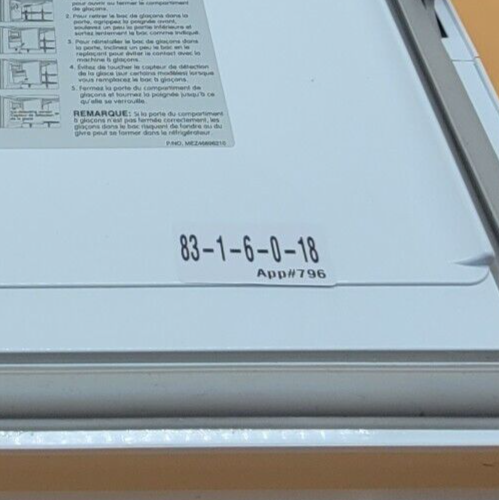 pour ouvrir ou fermer le compartiment
de glaçons.
2. Pour retirer le bac de glaçons dans la
porte, agrippez la poignée avant,
soulevez un peu la partie inférieure et
sortez lentement le bac comme indiqué.
3. Pour réinstaller le bac de glaçons dans
la porte, inclinez un peu le bac en le
replaçant pour éviter le contact avec la
machine à glaçons.
4. Évitez de toucher le capteur de détection
de la glace (sur certains modèles) lorsque
vous remplacez le bac à glaçons.
5. Fermez la porte du compartiment de
glaçons et tournez la poignée jusqu'à ce
qu'elle se verrouille.
REMARQUE: Si la porte du compartiment
à glaçons n'est pas fermée correctement, les
glaçons dans le bac risquent de fondre ou du
givre peut se former dans le réfrigérateur.
83-1-6-0-18
App#796